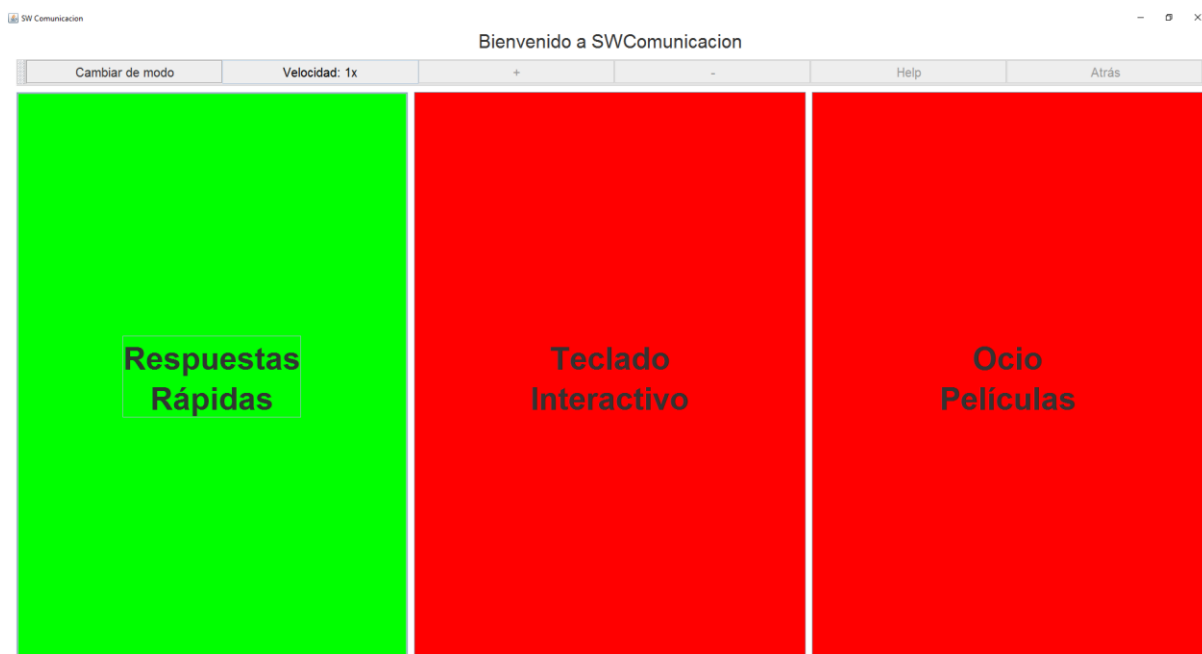 SW Comunicacion
Bienvenido a SWComunicacion
Cambiar de modo Velocidad: 1x + - Help Atrás
Respuestas
Rápidas
Teclado
Interactivo
Ocio
Películas